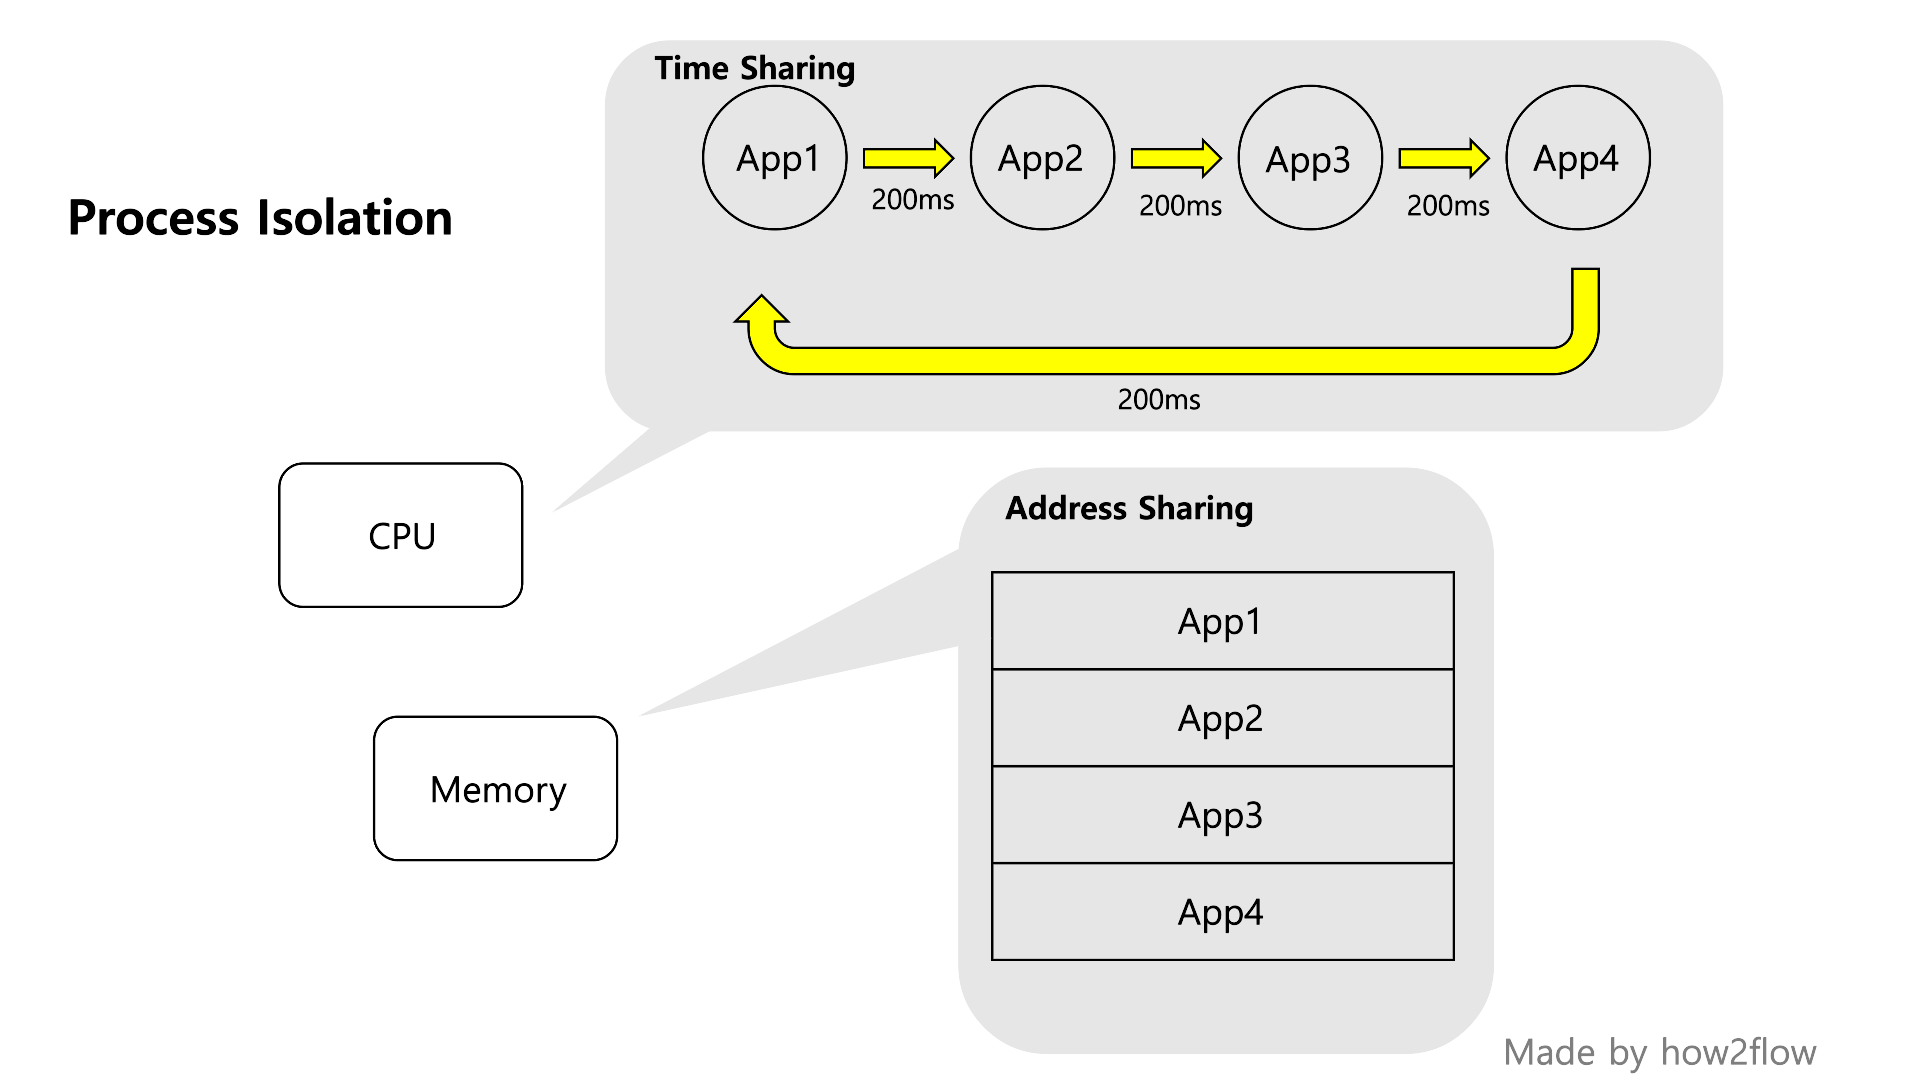 Process Isolation
Time Sharing
App1
App2
App3
App4
200ms
200ms
200ms
200ms
CPU
Memory
Address Sharing
App1
App2
App3
App4
Made by how2flow